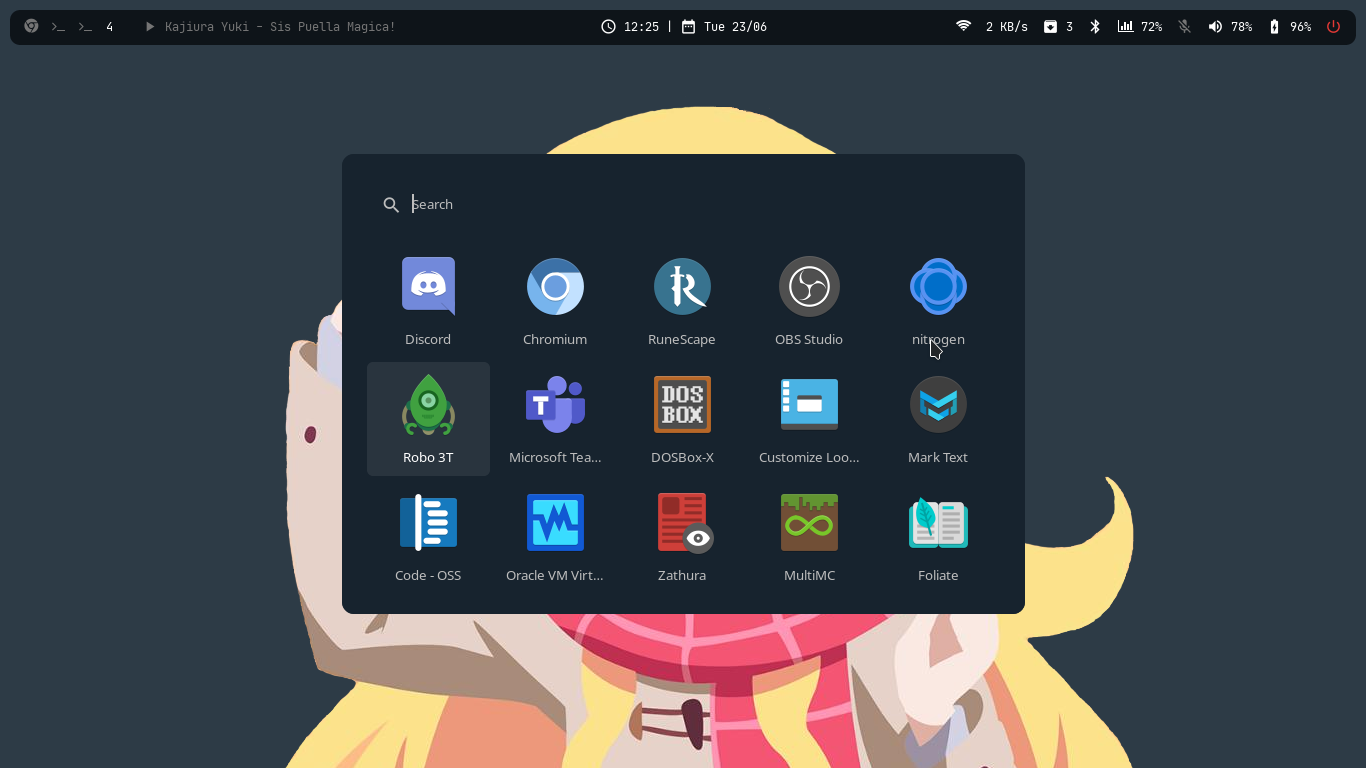 4 Kajiura Yuki - Sis Puella Magica! 12:25 | Tue 23/06 2 KB/s 3 72% 78% 96%
Search
Discord Chromium RuneScape OBS Studio nitrogen
T DOS
BOX
Robo 3T Microsoft Tea... DOSBox-X Customize Loo... Mark Text
Code - OSS Oracle VM Virt... Zathura MultiMC Foliate